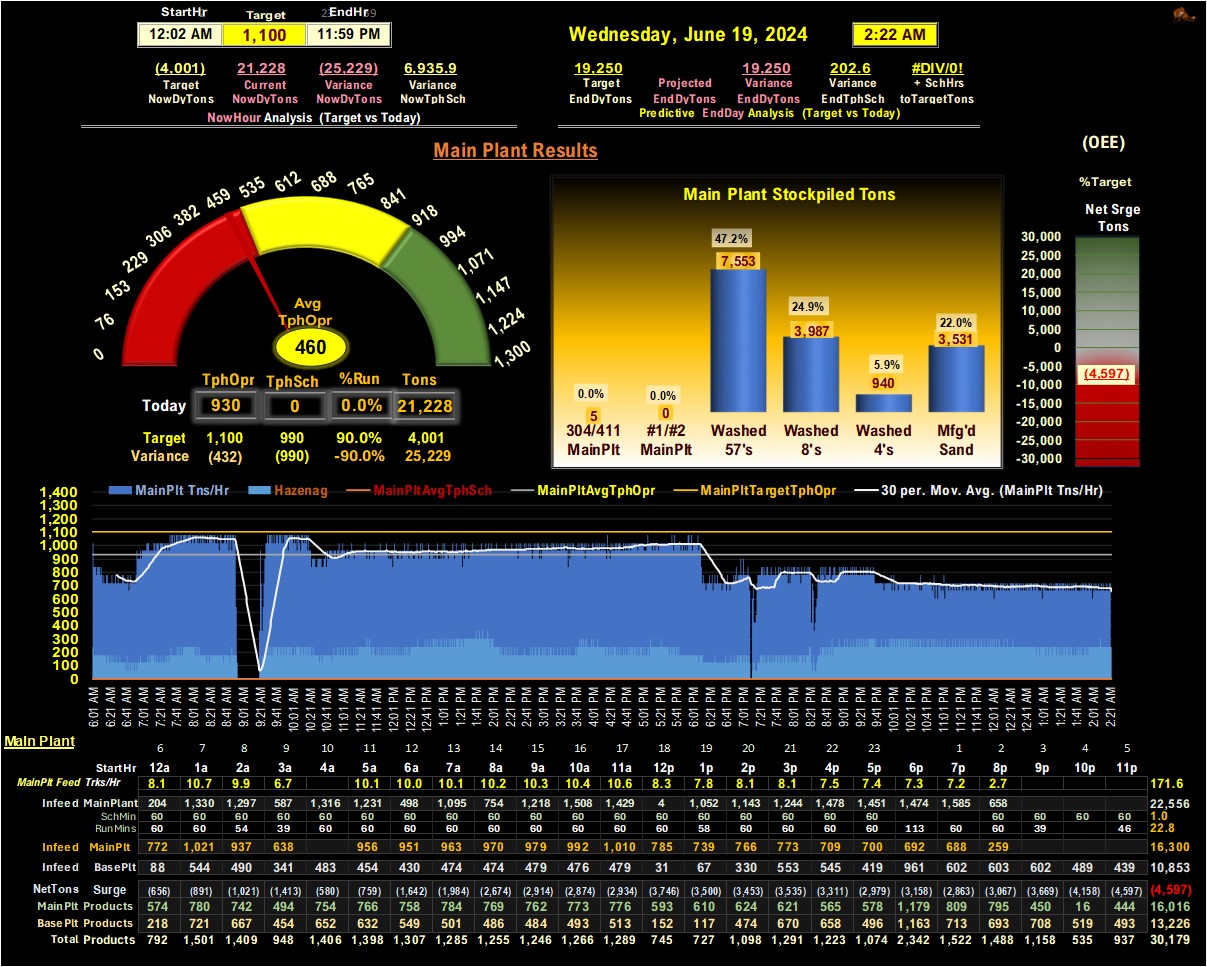 StartHr Target EndHr
12:02 AM 1,100 11:59 PM
Wednesday, June 19, 2024 2:22 AM
(4,001) 21,228 (25,229) 6,935.9
Target Current Variance Variance
NowDyTons NowDyTons NowDyTons NowTphSch
NowHour Analysis (Target vs Today)
19,250 19,250 202.6 #DIV/0!
Target Projected Variance Variance + SchHrs
EndDyTons EndDyTons EndDyTons EndTphSch toTargetTons
Predictive EndDay Analysis (Target vs Today)
Main Plant Results
(OEE)
%Target
Net Srge
Tons
30,000
25,000
20,000
15,000
10,000
5,000
0
-5,000
(4,597)
-10,000
-15,000
-20,000
-25,000
-30,000
0 76 153 229 306 382 459 535 612 688 765 841 918 994 1,071 1,147 1,224 1,300
Avg
TphOpr
460
TphOpr TphSch %Run Tons
Today 930 0 0.0% 21,228
Target 1,100 990 90.0% 4,001
Variance (432) (990) -90.0% 25,229
Main Plant Stockpiled Tons
0.0% 0.0% 47.2% 24.9% 5.9% 22.0%
5 0 7,553 3,987 940 3,531
304/411 #1/#2 Washed Washed Washed Mfg'd
MainPlt MainPlt 57's 8's 4's Sand
MainPlt Tns/Hr Hazenag MainPltAvgTphSch MainPltAvgTphOpr MainPltTargetTphOpr 30 per. Mov. Avg. (MainPlt Tns/Hr)
1,400
1,300
1,200
1,100
1,000
900
800
700
600
500
400
300
200
100
0
6:01 AM 6:21 AM 6:41 AM 7:01 AM 7:21 AM 7:41 AM 8:01 AM 8:21 AM 8:41 AM 9:01 AM 9:21 AM 9:41 AM 10:01 AM 10:21 AM 10:41 AM 11:01 AM 11:21 AM 11:41 AM 12:01 PM 12:21 PM 12:41 PM 1:01 PM 1:21 PM 1:41 PM 2:01 PM 2:21 PM 2:41 PM 3:01 PM 3:21 PM 3:41 PM 4:01 PM 4:21 PM 4:41 PM 5:01 PM 5:21 PM 5:41 PM 6:01 PM 6:21 PM 6:41 PM 7:01 PM 7:21 PM 7:41 PM 8:01 PM 8:21 PM 8:41 PM 9:01 PM 9:21 PM 9:41 PM 10:01 PM 10:21 PM 10:41 PM 11:01 PM 11:21 PM 11:41 PM 12:01 AM 12:21 AM 12:41 AM 1:01 AM 1:21 AM 1:41 AM 2:01 AM 2:21 AM
Main Plant
6 7 8 9 10 11 12 13 14 15 16 17 18 19 20 21 22 23 1 2 3 4 5
StartHr 12a 1a 2a 3a 4a 5a 6a 7a 8a 9a 10a 11a 12p 1p 2p 3p 4p 5p 6p 7p 8p 9p 10p 11p
MainPlt Feed Trks/Hr 8.1 10.7 9.9 6.7 10.1 10.0 10.1 10.2 10.3 10.4 10.6 8.3 7.8 8.1 8.1 7.5 7.4 7.3 7.2 2.7 171.6
Infeed MainPlant 204 1,330 1,297 587 1,316 1,231 498 1,095 754 1,218 1,508 1,429 4 1,052 1,143 1,244 1,478 1,451 1,474 1,585 658 22,556
SchMin 60 60 60 60 60 60 60 60 60 60 60 60 60 60 60 60 60 60 60 60 60 1.0
RunMins 60 60 54 39 60 60 60 60 60 60 60 60 58 60 60 60 60 113 60 60 39 46 22.8
Infeed MainPlt 772 1,021 937 638 956 951 963 970 979 992 1,010 785 739 766 773 709 700 692 688 259 16,300
Infeed BasePlt 88 544 490 341 483 454 430 474 474 479 476 479 31 67 330 553 545 419 961 602 603 602 489 439 10,853
NetTons Surge (656) (891) (1,021) (1,413) (580) (759) (1,642) (1,984) (2,674) (2,914) (2,874) (2,934) (3,746) (3,500) (3,453) (3,535) (3,311) (2,979) (3,158) (2,863) (3,067) (3,669) (4,158) (4,597) (4,597)
MainPlt Products 574 780 742 494 754 766 758 784 769 762 773 776 593 610 624 621 565 578 1,179 809 795 450 16 444 16,016
BasePlt Products 218 721 667 454 652 632 549 501 486 484 493 513 152 117 474 670 658 496 1,163 713 693 708 519 493 13,226
Total Products 792 1,501 1,409 948 1,406 1,398 1,307 1,285 1,255 1,246 1,266 1,289 745 727 1,098 1,291 1,223 1,074 2,342 1,522 1,488 1,158 535 937 30,179